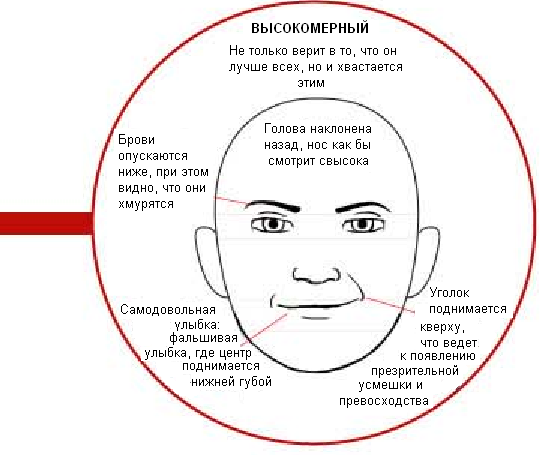 ВЫСОКОМЕРНЫЙ
Не только верит в то, что он
лучше всех, но и хвастается
этим
Голова наклонена
назад, нос как бы
смотрит свысока
Брови
опускаются
ниже, при этом
видно, что они
хмурятся
Самодовольная
улыбка:
фальшивая
улыбка, где центр
поднимается
нижней губой
Уголок
поднимается
кверху,
что ведет
к появлению
презрительной
усмешки и
превосходства